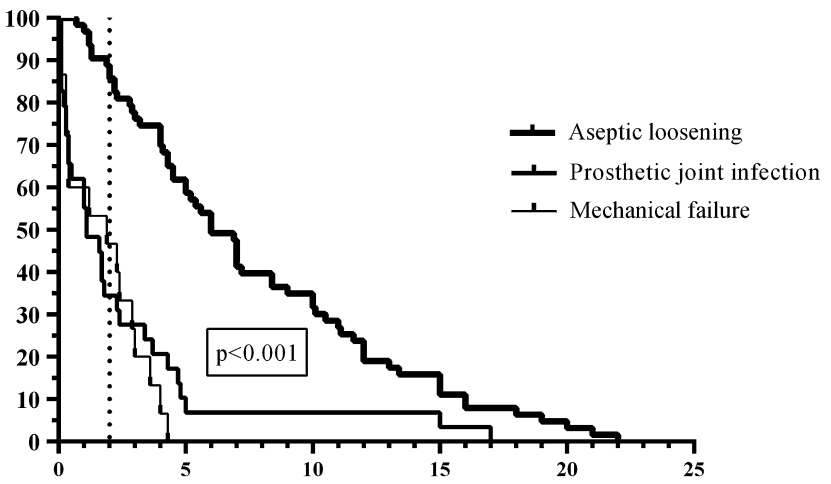 100
90
80
70
60
50
40
30
20
10
0
0 5 10 15 20 25
Aseptic loosening
Prosthetic joint infection
Mechanical failure
p<0.001